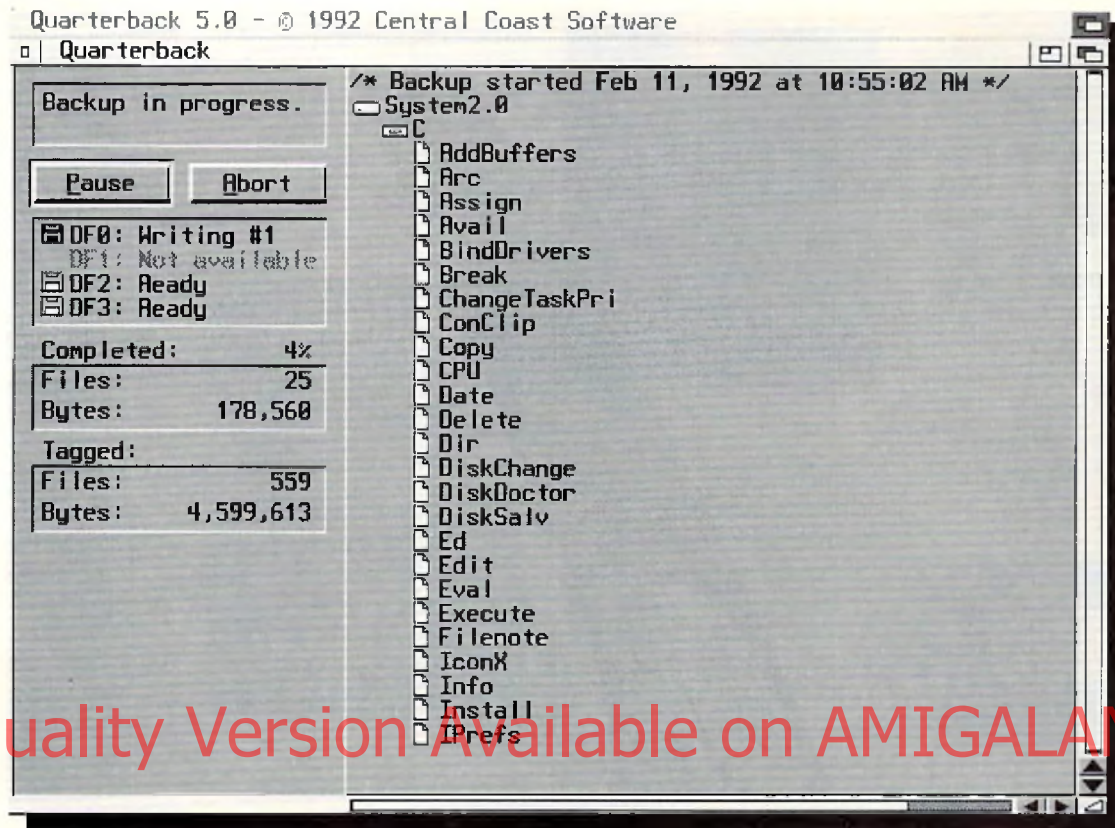 Quarterback 5.0 - © 1992 Central Coast Software
Quarterback
Backup in progress.
Pause
Abort
DF0: Writing #1
DF1: Not available
DF2: Ready
DF3: Ready
Completed: 4%
Files: 25
Bytes: 178,560
Tagged:
Files: 559
Bytes: 4,599,613
/* Backup started Feb 11, 1992 at 10:55:02 AM */
System2.0
C
AddBuffers
Arc
Assign
Avail
BindDrivers
Break
ChangeTaskPri
ConClip
Copy
CPU
Date
Delete
Dir
DiskChange
DiskDoctor
DiskSalv
Ed
Edit
Eval
Execute
Filenote
IconX
Info
Install
IPrefs
uality Version Available on AMIGALAN